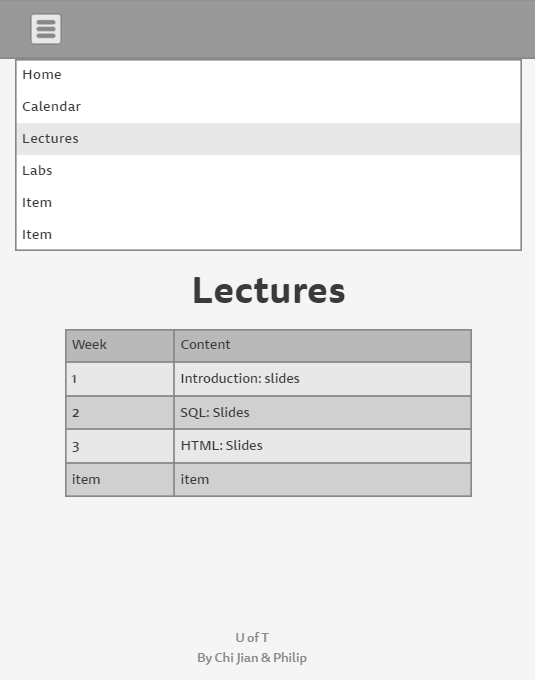 Home
Calendar
Lectures
Labs
Item
Item
Lectures
Week Content
1 Introduction: slides
2 SQL: Slides
3 HTML: Slides
item item
U of T
By Chi Jian & Philip